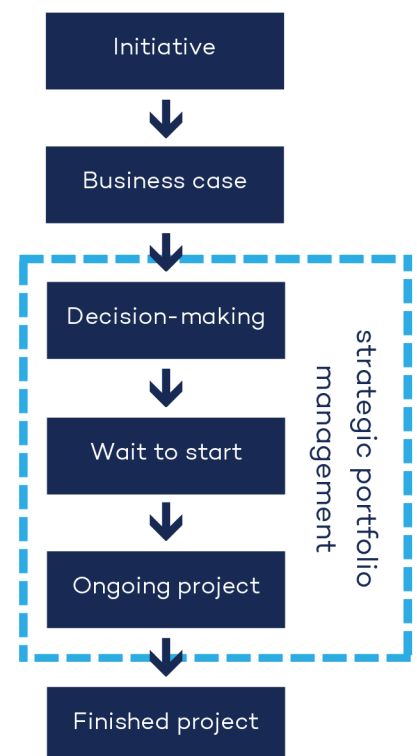 Initiative
Business case
Decision-making
Wait to start
Ongoing project
strategic portfolio
management
Finished project